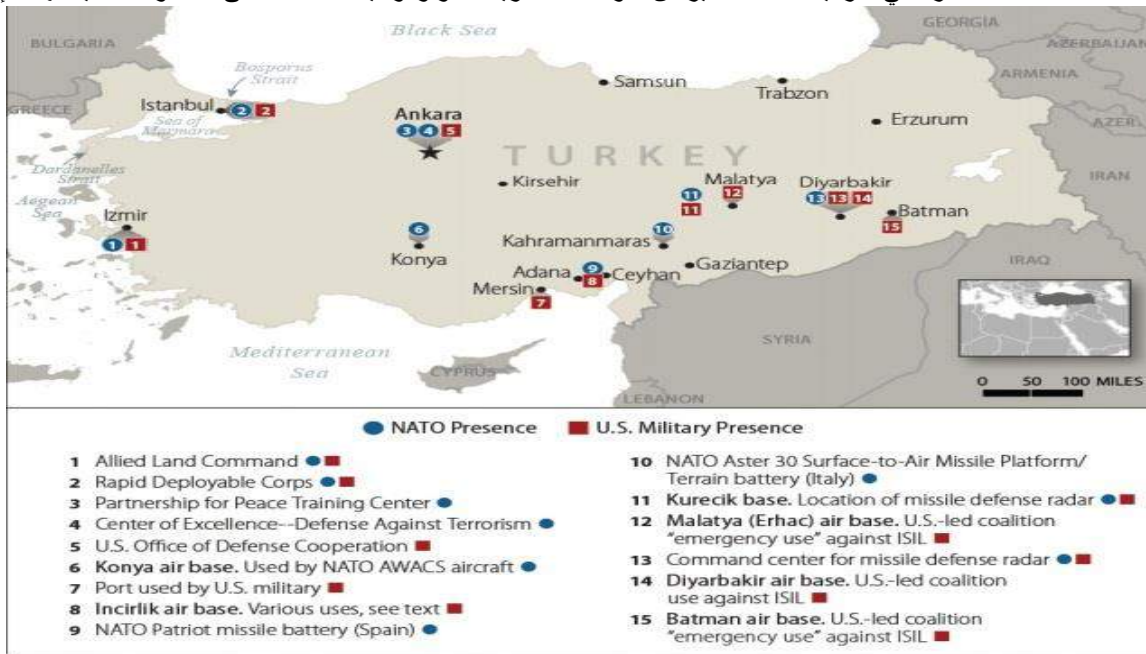 GEORGIA
BULGARIA
Black Sea
AZERBAIJAN
Bosporus
Strait
ARMENIA
Samsun
Trabzon
GREECE
Istanbul
2 2
Ankara
Sea of
Marmara
3 4 5
Erzurum
AZER.
TURKEY
Dardanelles
Strait
Kirsehir
Malatya
Diyarbakir
IRAN
Aegean
Sea
11
12
13 13 14
Izmir
11
Batman
6
10
15
1 1
Kahramanmaras
Konya
IRAQ
9
Gaziantep
Adana
Ceyhan
8
Mersin
7
SYRIA
Mediterranean
Sea
CYPRUS
0 50 100 MILES
LEBANON
NATO Presence U.S. Military Presence
1 Allied Land Command
2 Rapid Deployable Corps
3 Partnership for Peace Training Center
4 Center of Excellence--Defense Against Terrorism
5 U.S. Office of Defense Cooperation
6 Konya air base. Used by NATO AWACS aircraft
7 Port used by U.S. military
8 Incirlik air base. Various uses, see text
9 NATO Patriot missile battery (Spain)
10 NATO Aster 30 Surface-to-Air Missile Platform/
Terrain battery (Italy)
11 Kurecik base. Location of missile defense radar
12 Malatya (Erhac) air base. U.S.-led coalition
"emergency use" against ISIL
13 Command center for missile defense radar
14 Diyarbakir air base. U.S.-led coalition
use against ISIL
15 Batman air base. U.S.-led coalition
"emergency use" against ISIL